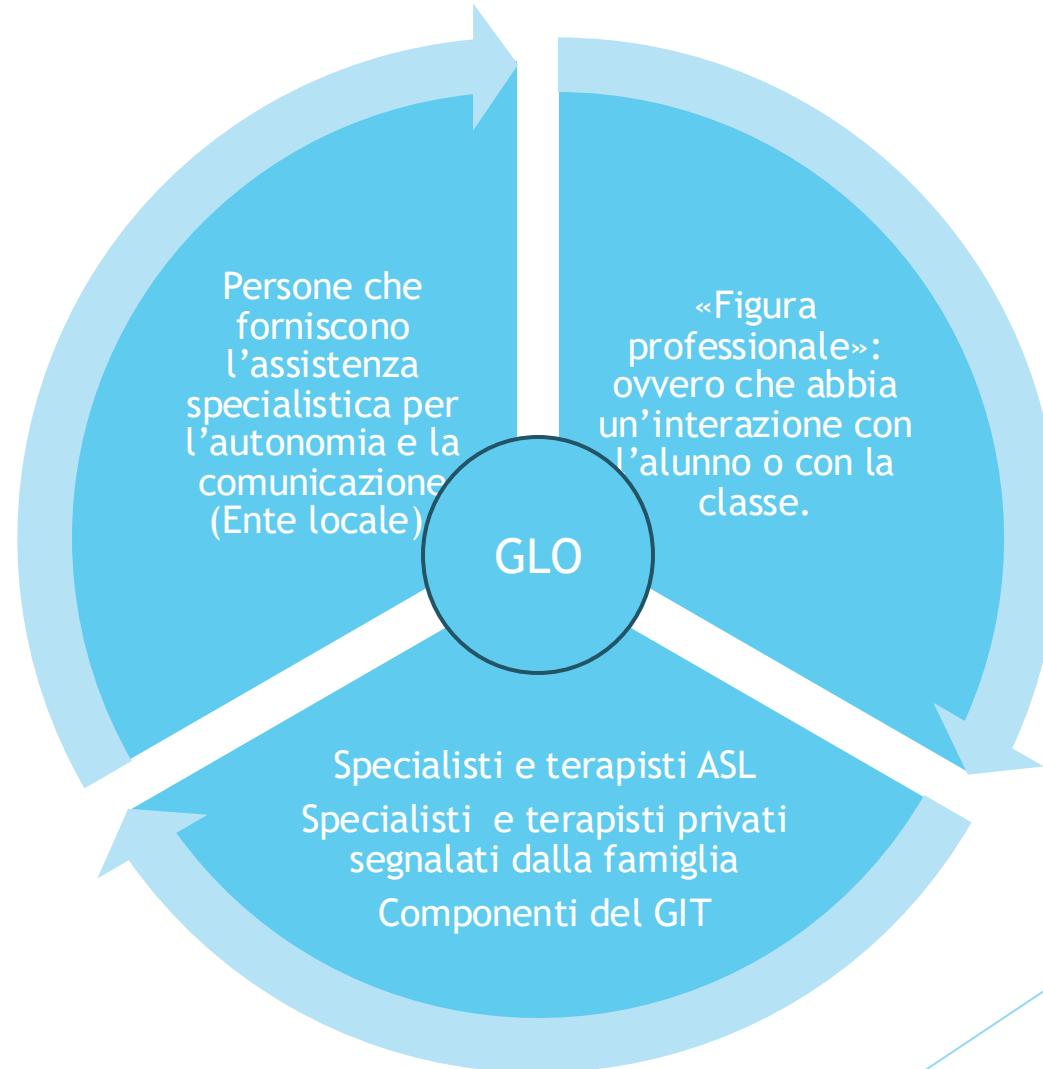 Persone che
forniscono
l’assistenza
specialistica per
l’autonomia e la
comunicazione
(Ente locale)
«Figura
professionale»:
ovvero che abbia
un’interazione con
l’alunno o con la
classe.
GLO
Specialisti e terapisti ASL
Specialisti e terapisti privati
segnalati dalla famiglia
Componenti del GIT